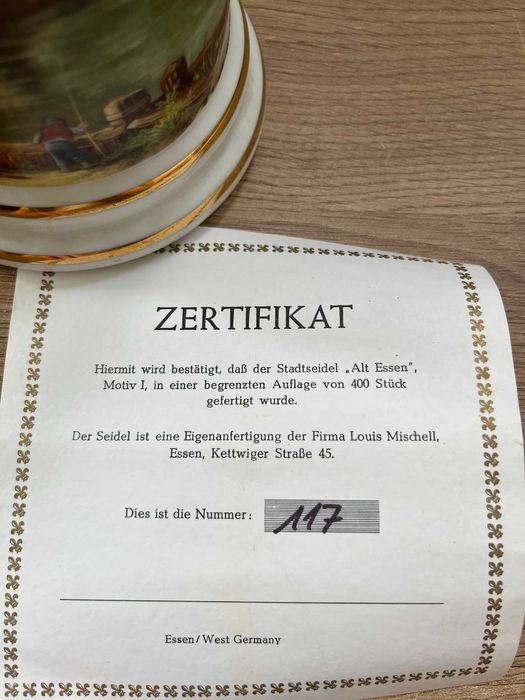 ZERTIFIKAT
Hiermit wird bestätigt, daß der Stadtseidel „Alt Essen",
Motiv I, in einer begrenzten Auflage von 400 Stück
gefertigt wurde.
Der Seidel ist eine Eigenanfertigung der Firma Louis Mischell,
Essen, Kettwiger Straße 45.
Dies ist die Nummer: 117
Essen/West Germany